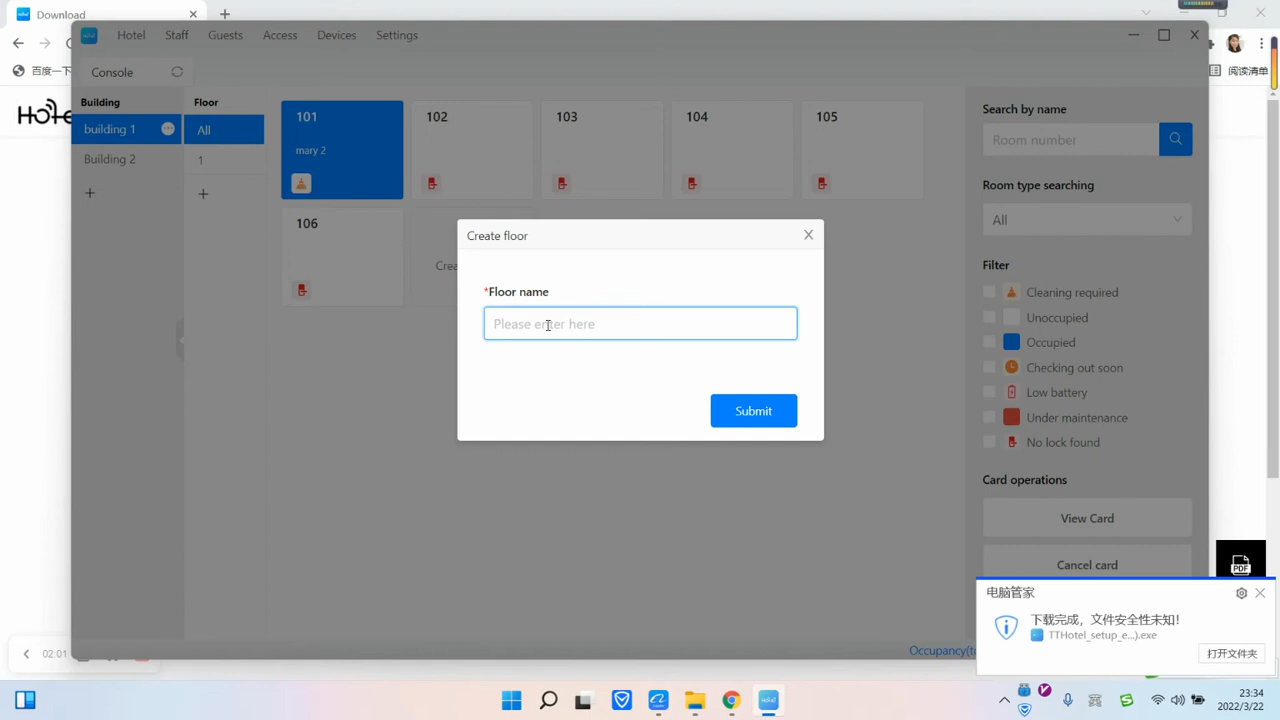 Download
Hotel Staff Guests Access Devices Settings
百度一下
阅读清单
Console
Building
building 1
Building 2
Floor
All
1
101
mary 2
102
103
104
105
106
Create floor
*Floor name
Please enter here
Submit
Search by name
Room number
Room type searching
All
Filter
Cleaning required
Unoccupied
Occupied
Checking out soon
Low battery
Under maintenance
No lock found
Card operations
View Card
Cancel card
PDF
电脑管家
下载完成，文件安全性未知！
TTHotel_setup_e...).exe
打开文件夹
02:01
23:34
2022/3/22